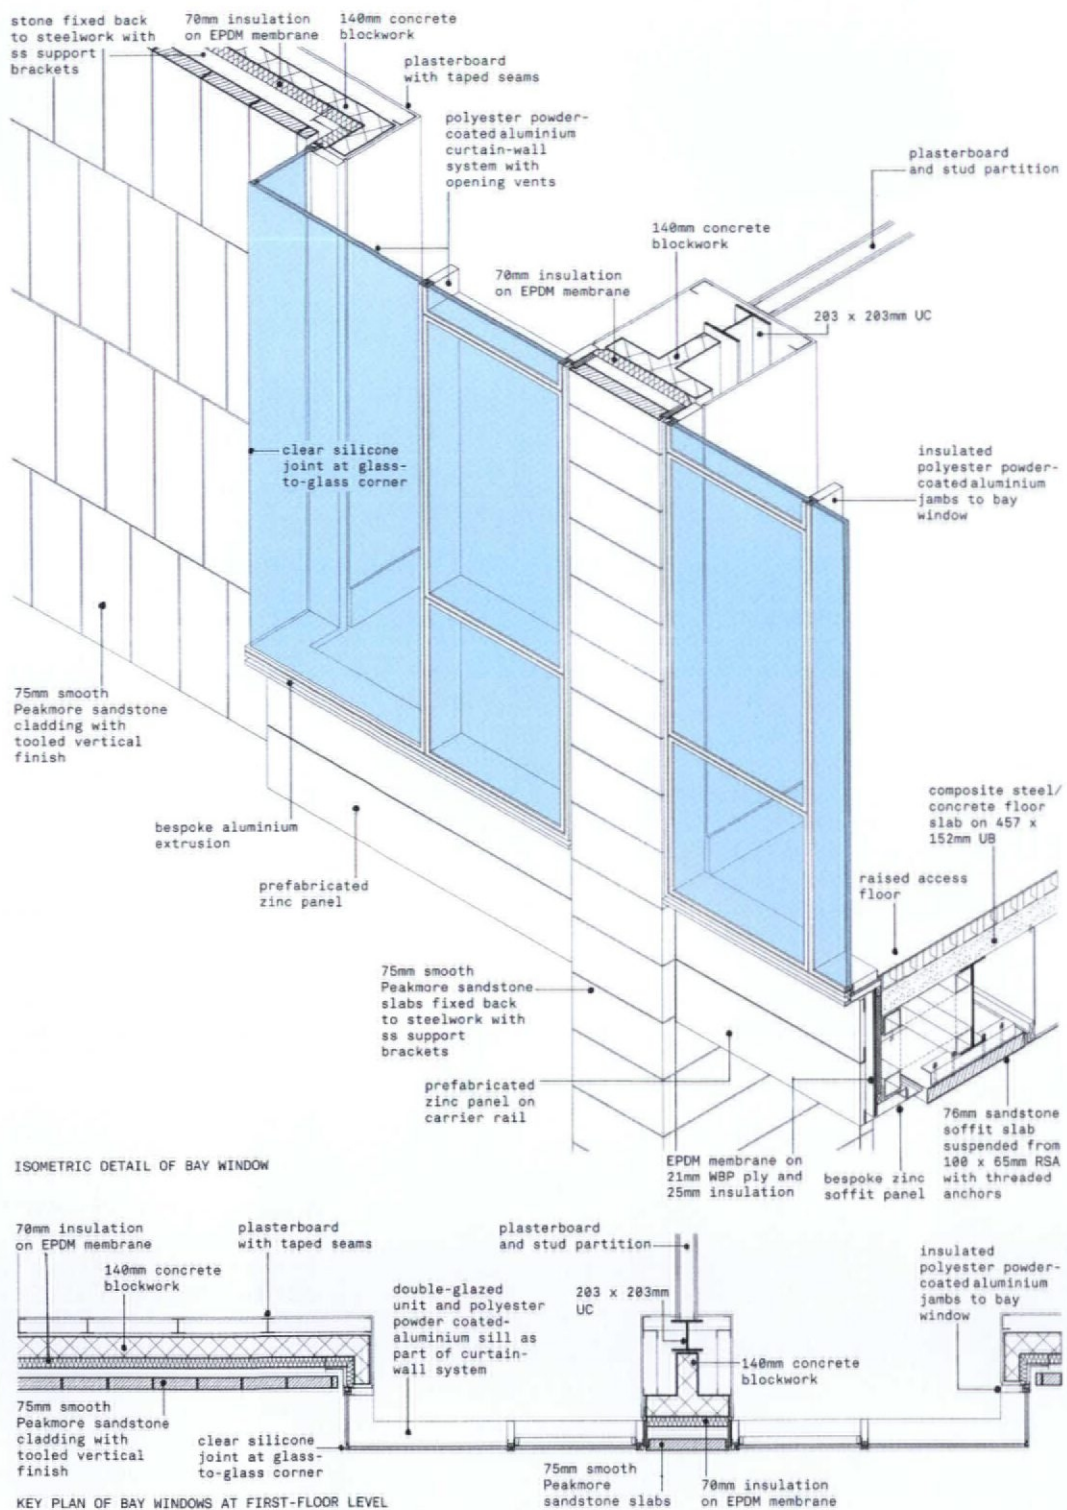 stone fixed back
to steelwork with
ss support
brackets
70mm insulation
on EPDM membrane
140mm concrete
blockwork
plasterboard
with taped seams
polyester powder-
coated aluminium
curtain-wall
system with
opening vents
plasterboard
and stud partition
140mm concrete
blockwork
70mm insulation
on EPDM membrane
203 x 203mm UC
clear silicone
joint at glass-
to-glass corner
insulated
polyester powder-
coated aluminium
jambs to bay
window
75mm smooth
Peakmore sandstone
cladding with
tooled vertical
finish
bespoke aluminium
extrusion
prefabricated
zinc panel
composite steel/
concrete floor
slab on 457 x
152mm UB
raised access
floor
75mm smooth
Peakmore sandstone
slabs fixed back
to steelwork with
ss support
brackets
prefabricated
zinc panel on
carrier rail
EPDM membrane on
21mm WBP ply and
25mm insulation
bespoke zinc
soffit panel
76mm sandstone
soffit slab
suspended from
100 x 65mm RSA
with threaded
anchors
ISOMETRIC DETAIL OF BAY WINDOW
70mm insulation
on EPDM membrane
140mm concrete
blockwork
plasterboard
with taped seams
double-glazed
unit and polyester
powder coated-
aluminium sill as
part of curtain-
wall system
plasterboard
and stud partition
203 x 203mm
UC
140mm concrete
blockwork
insulated
polyester powder-
coated aluminium
jambs to bay
window
75mm smooth
Peakmore sandstone
cladding with
tooled vertical
finish
clear silicone
joint at glass-
to-glass corner
75mm smooth
Peakmore
sandstone slabs
70mm insulation
on EPDM membrane
KEY PLAN OF BAY WINDOWS AT FIRST-FLOOR LEVEL